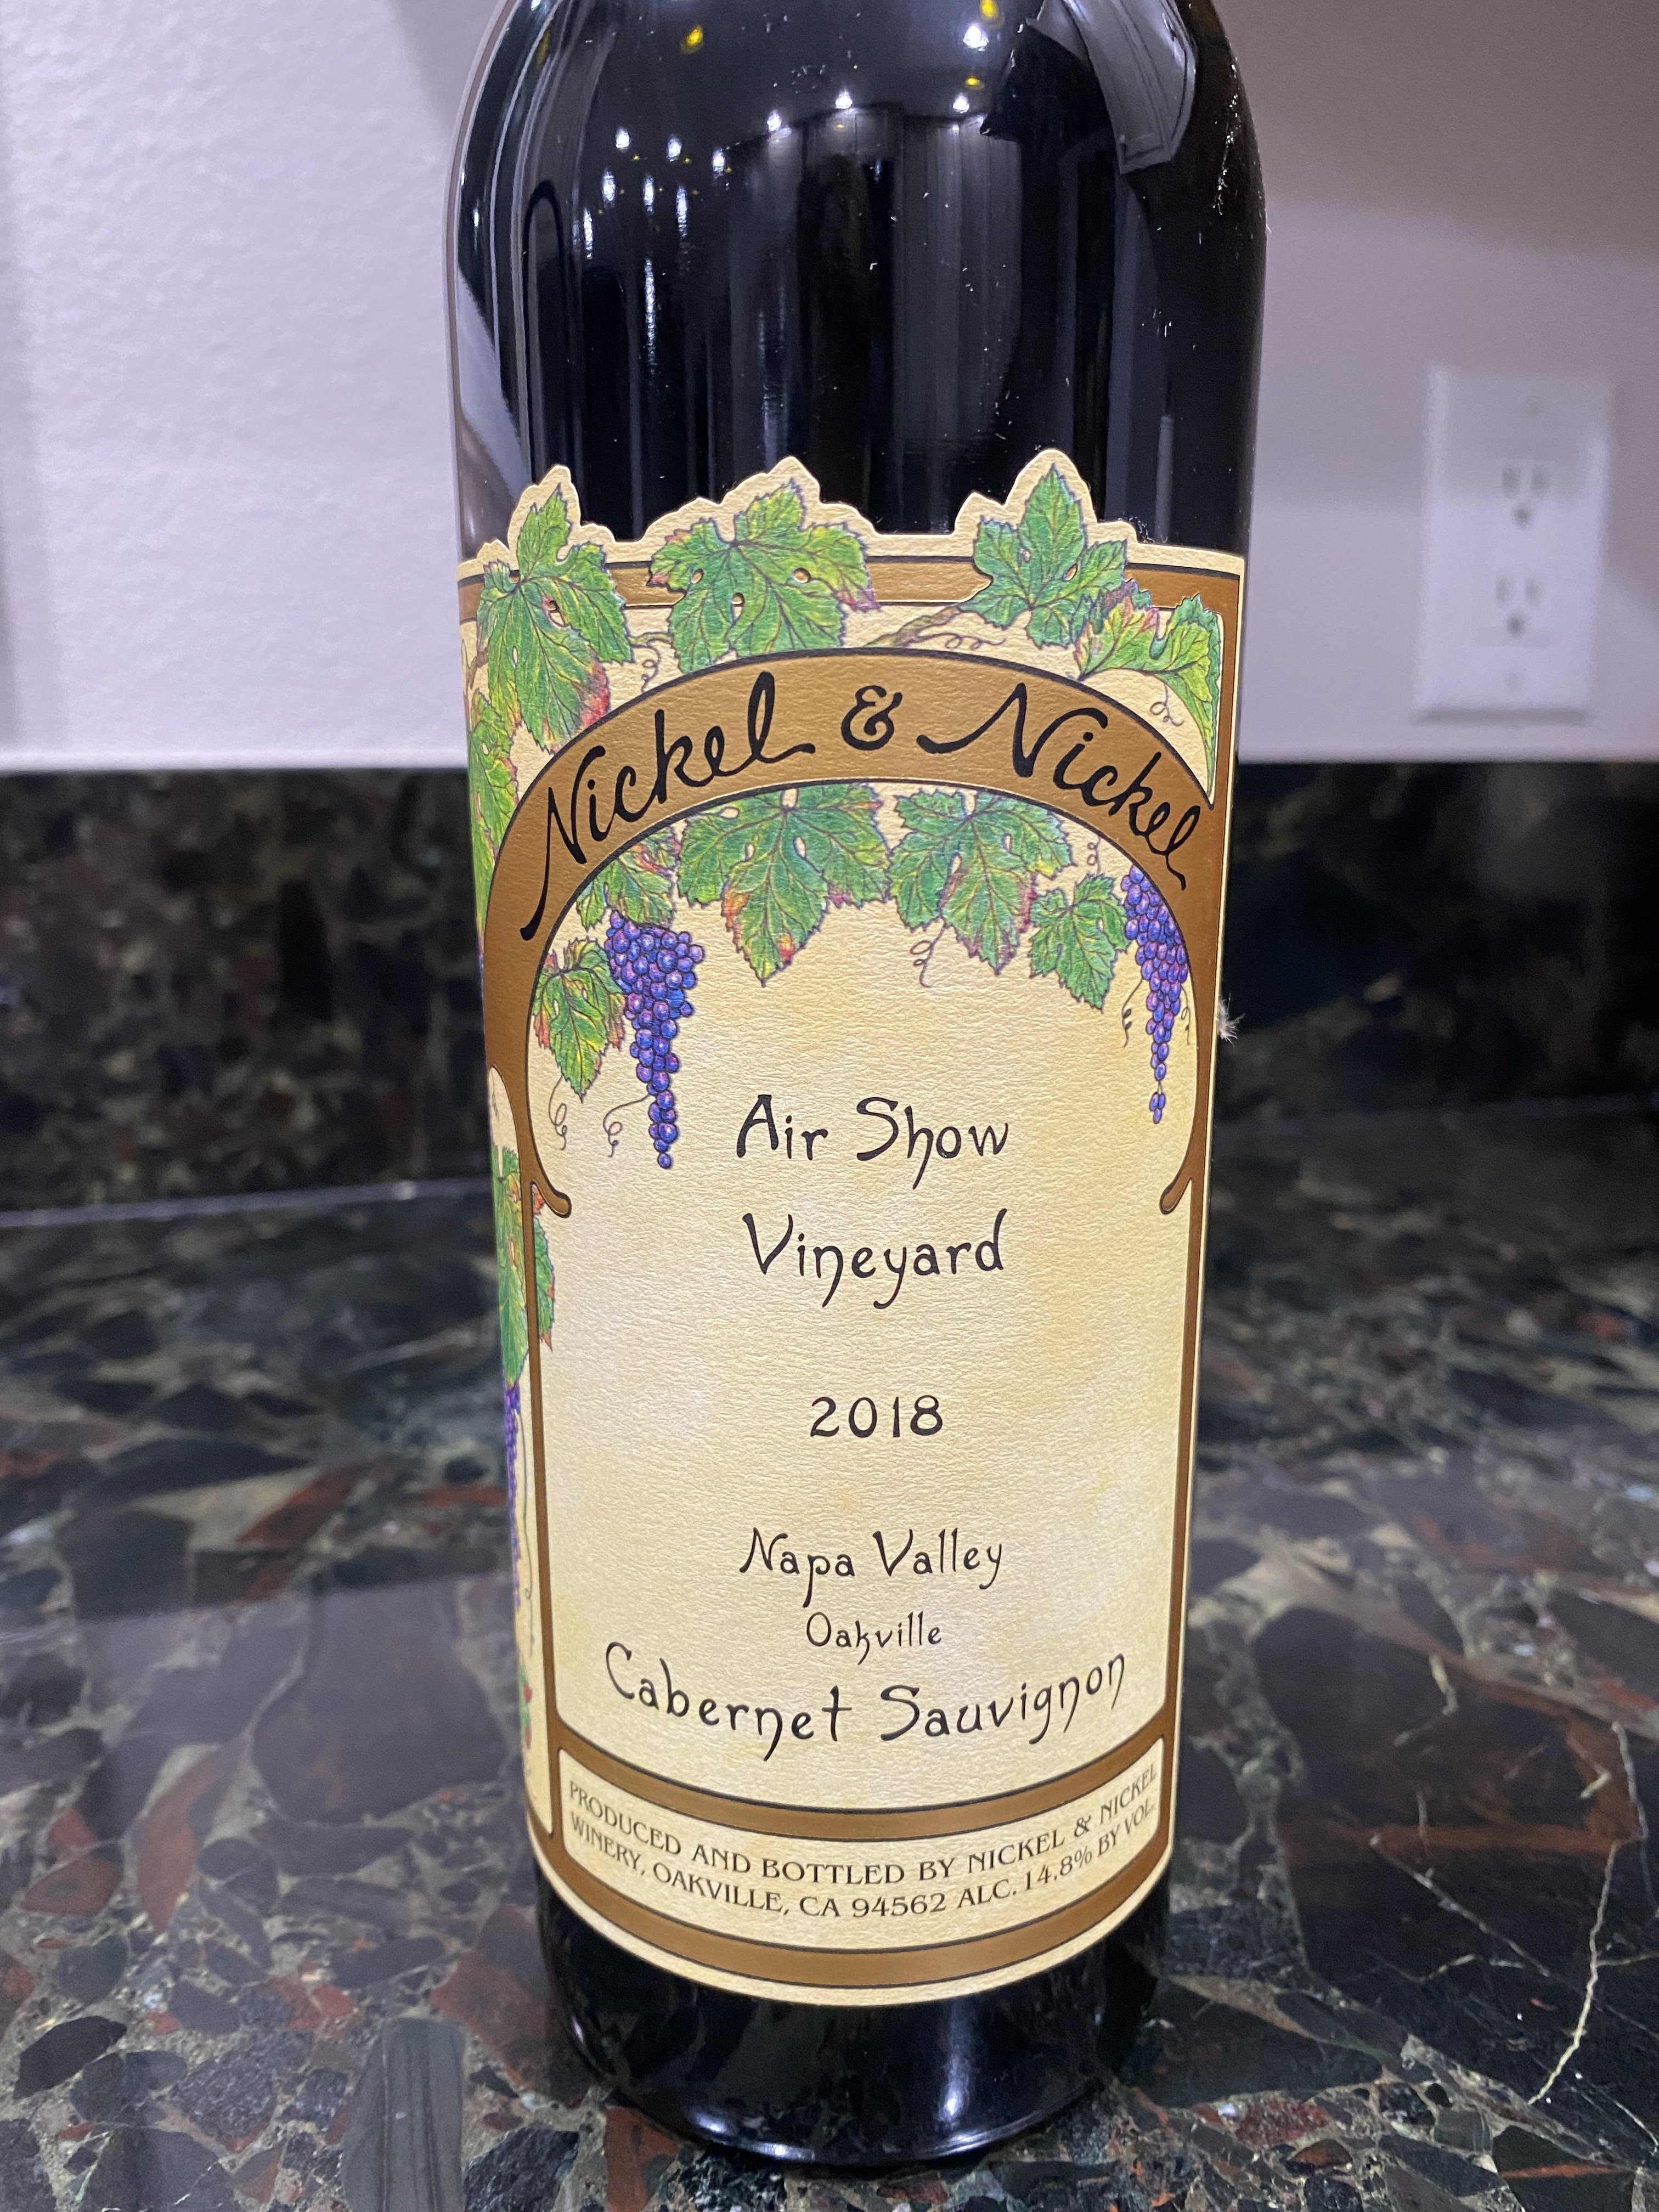 Nickel & Nickel
Air Show
Vineyard
2018
Napa Valley
Oakville
Cabernet Sauvignon
PRODUCED AND BOTTLED BY NICKEL & NICKEL
WINERY, OAKVILLE, CA 94562 ALC. 14.8% BY VOL.